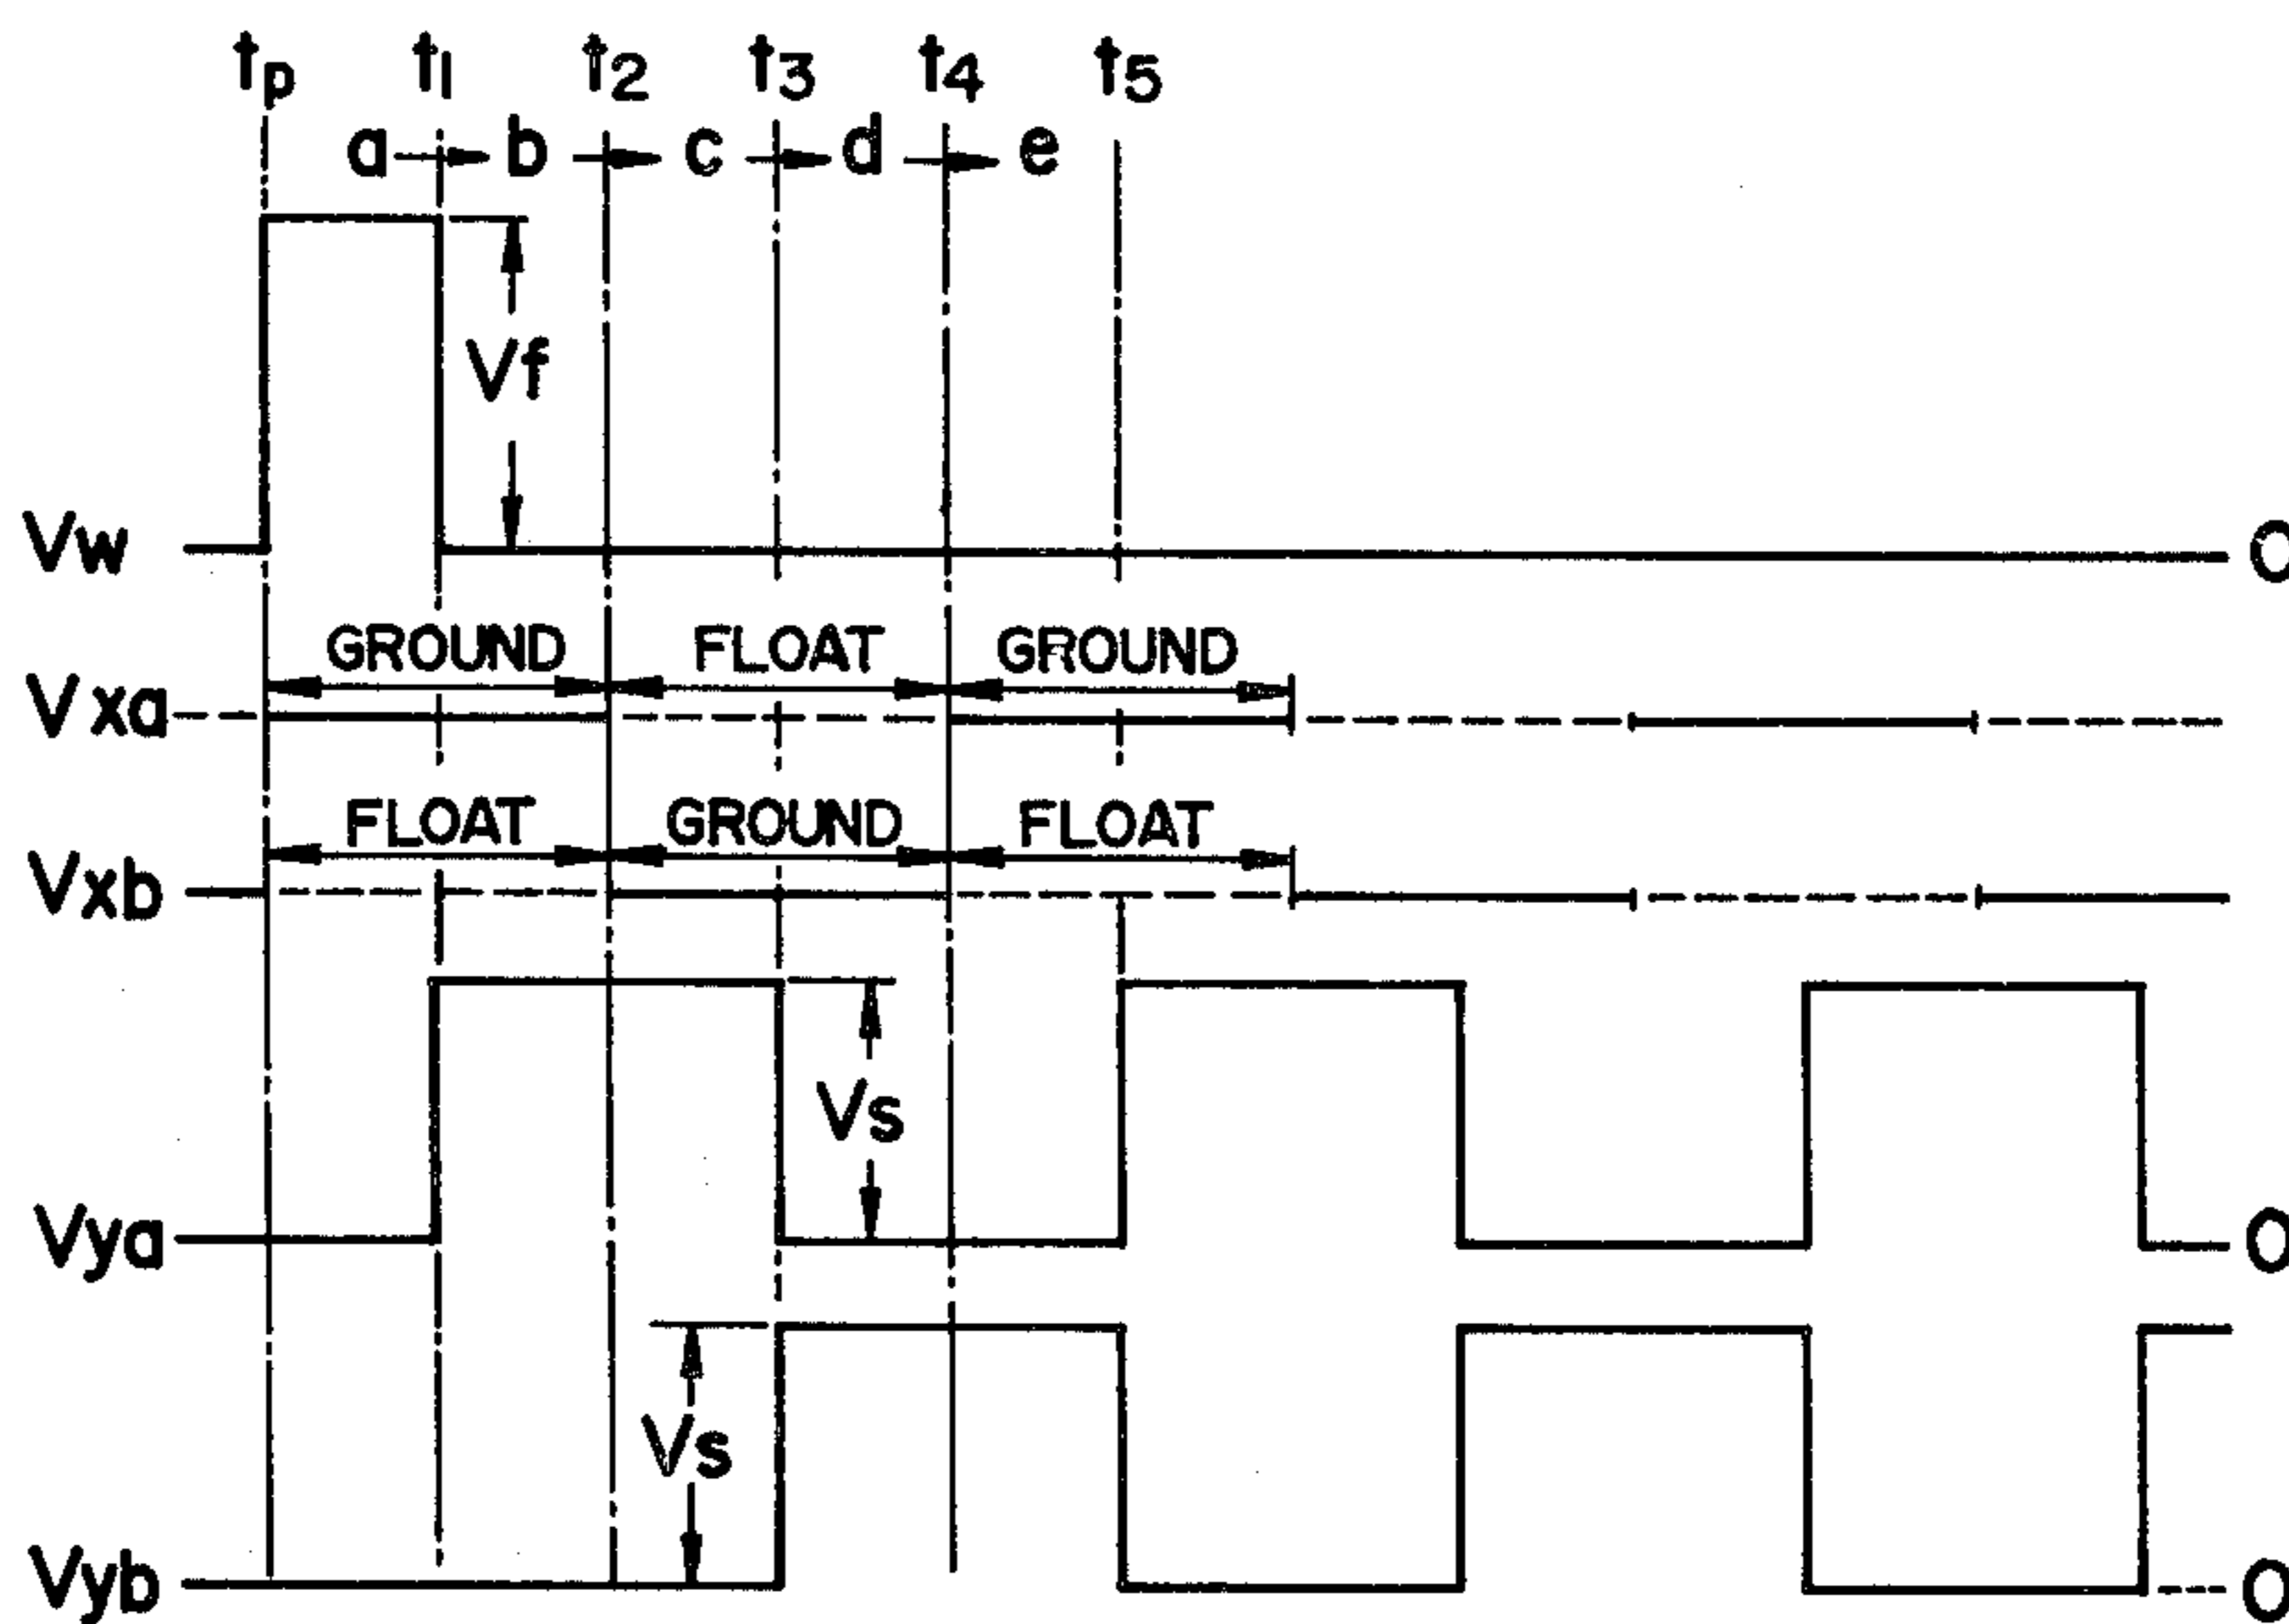 tp t1 t2 t3 t4 t5
a b c d e
Vf
Vw O
GROUND FLOAT GROUND
Vxa
FLOAT GROUND FLOAT
Vxb
Vs
Vya O
Vs
Vyb O